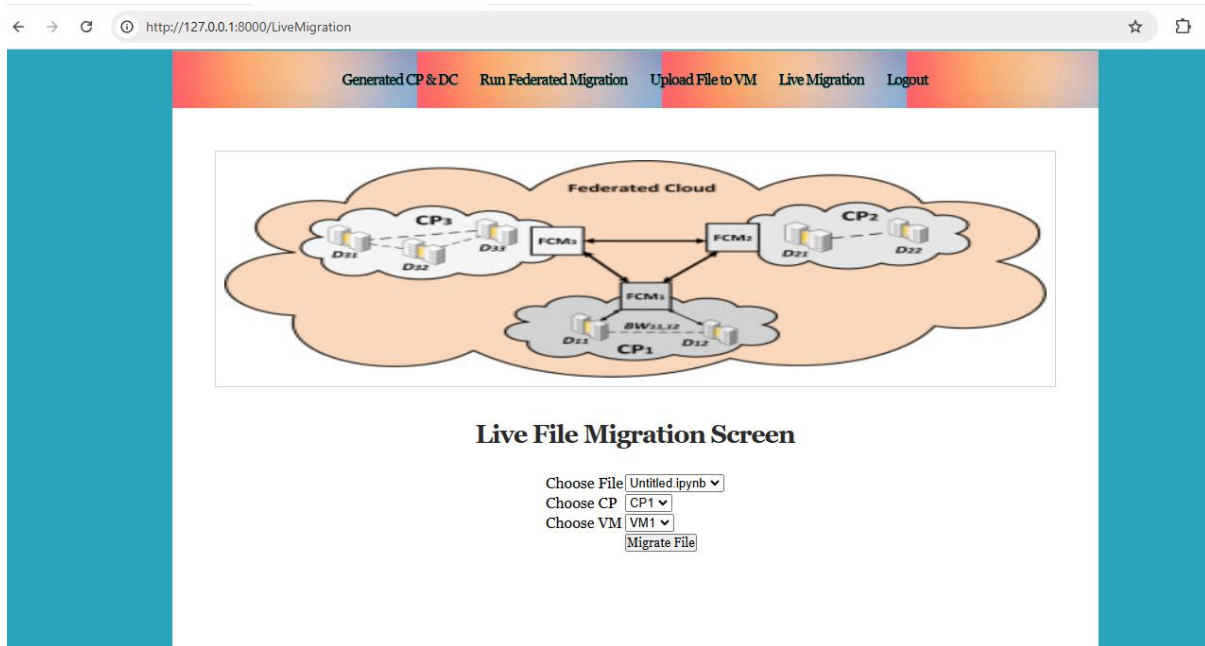 http://127.0.0.1:8000/LiveMigration
Generated CP & DC Run Federated Migration Upload File to VM Live Migration Logout
Federated Cloud
CP3
CP2
FCM3
FCM2
D31
D32
D33
D21
D22
FCM1
BW11,12
D11
D12
CP1
Live File Migration Screen
Choose File Untitled.ipynb
Choose CP CP1
Choose VM VM1
Migrate File